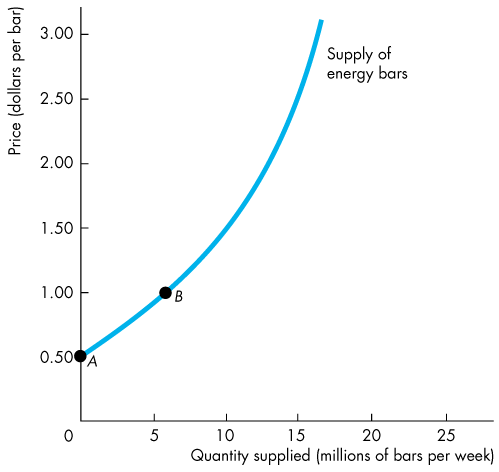 Price (dollars per bar)
3.00
2.50
2.00
1.50
1.00
0.50
Supply of
energy bars
B
A
0
5
10
15
20
25
Quantity supplied (millions of bars per week)